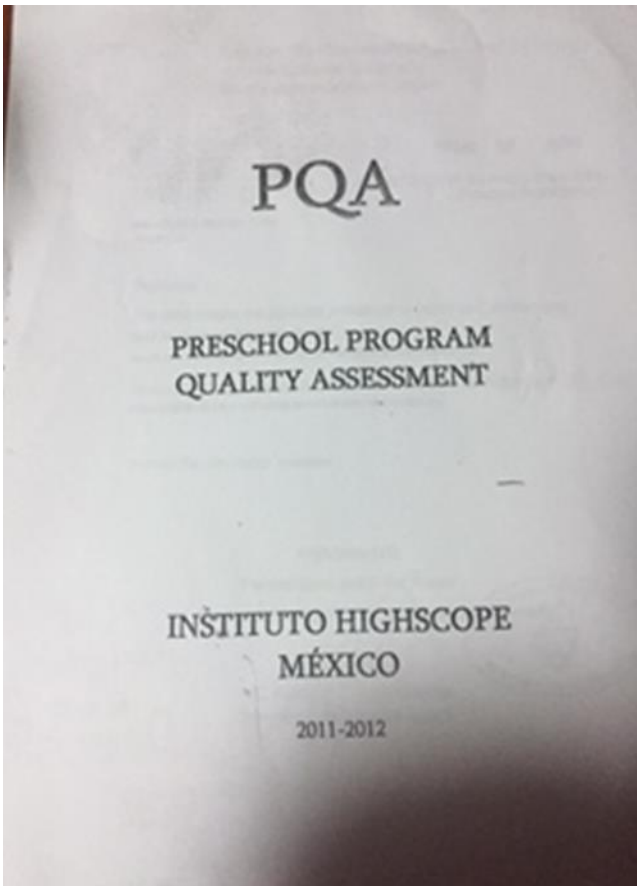 PQA
PRESCHOOL PROGRAM
QUALITY ASSESSMENT
INSTITUTO HIGHSCOPE
MÉXICO
2011-2012